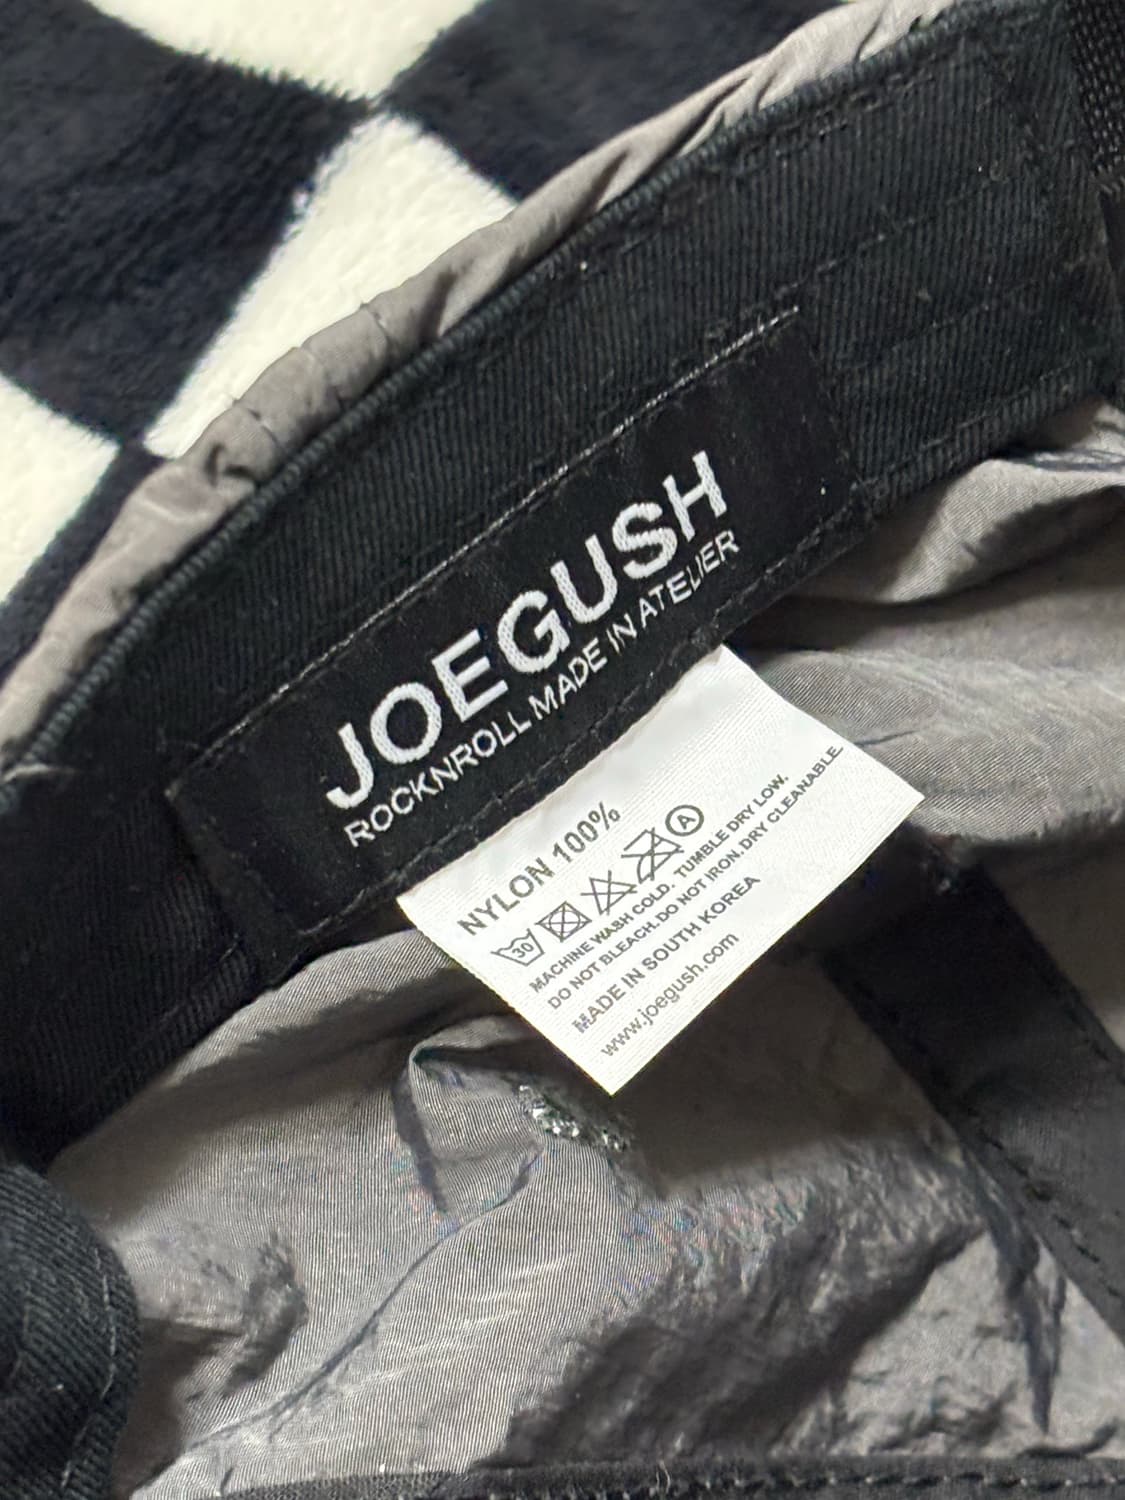 JOEGUSH
ROCKNROLL MADE IN ATELIER
NYLON 100%
30 A
MACHINE WASH COLD. TUMBLE DRY LOW.
DO NOT BLEACH.DO NOT IRON.DRY CLEANABLE.
MADE IN SOUTH KOREA
www.joegush.com